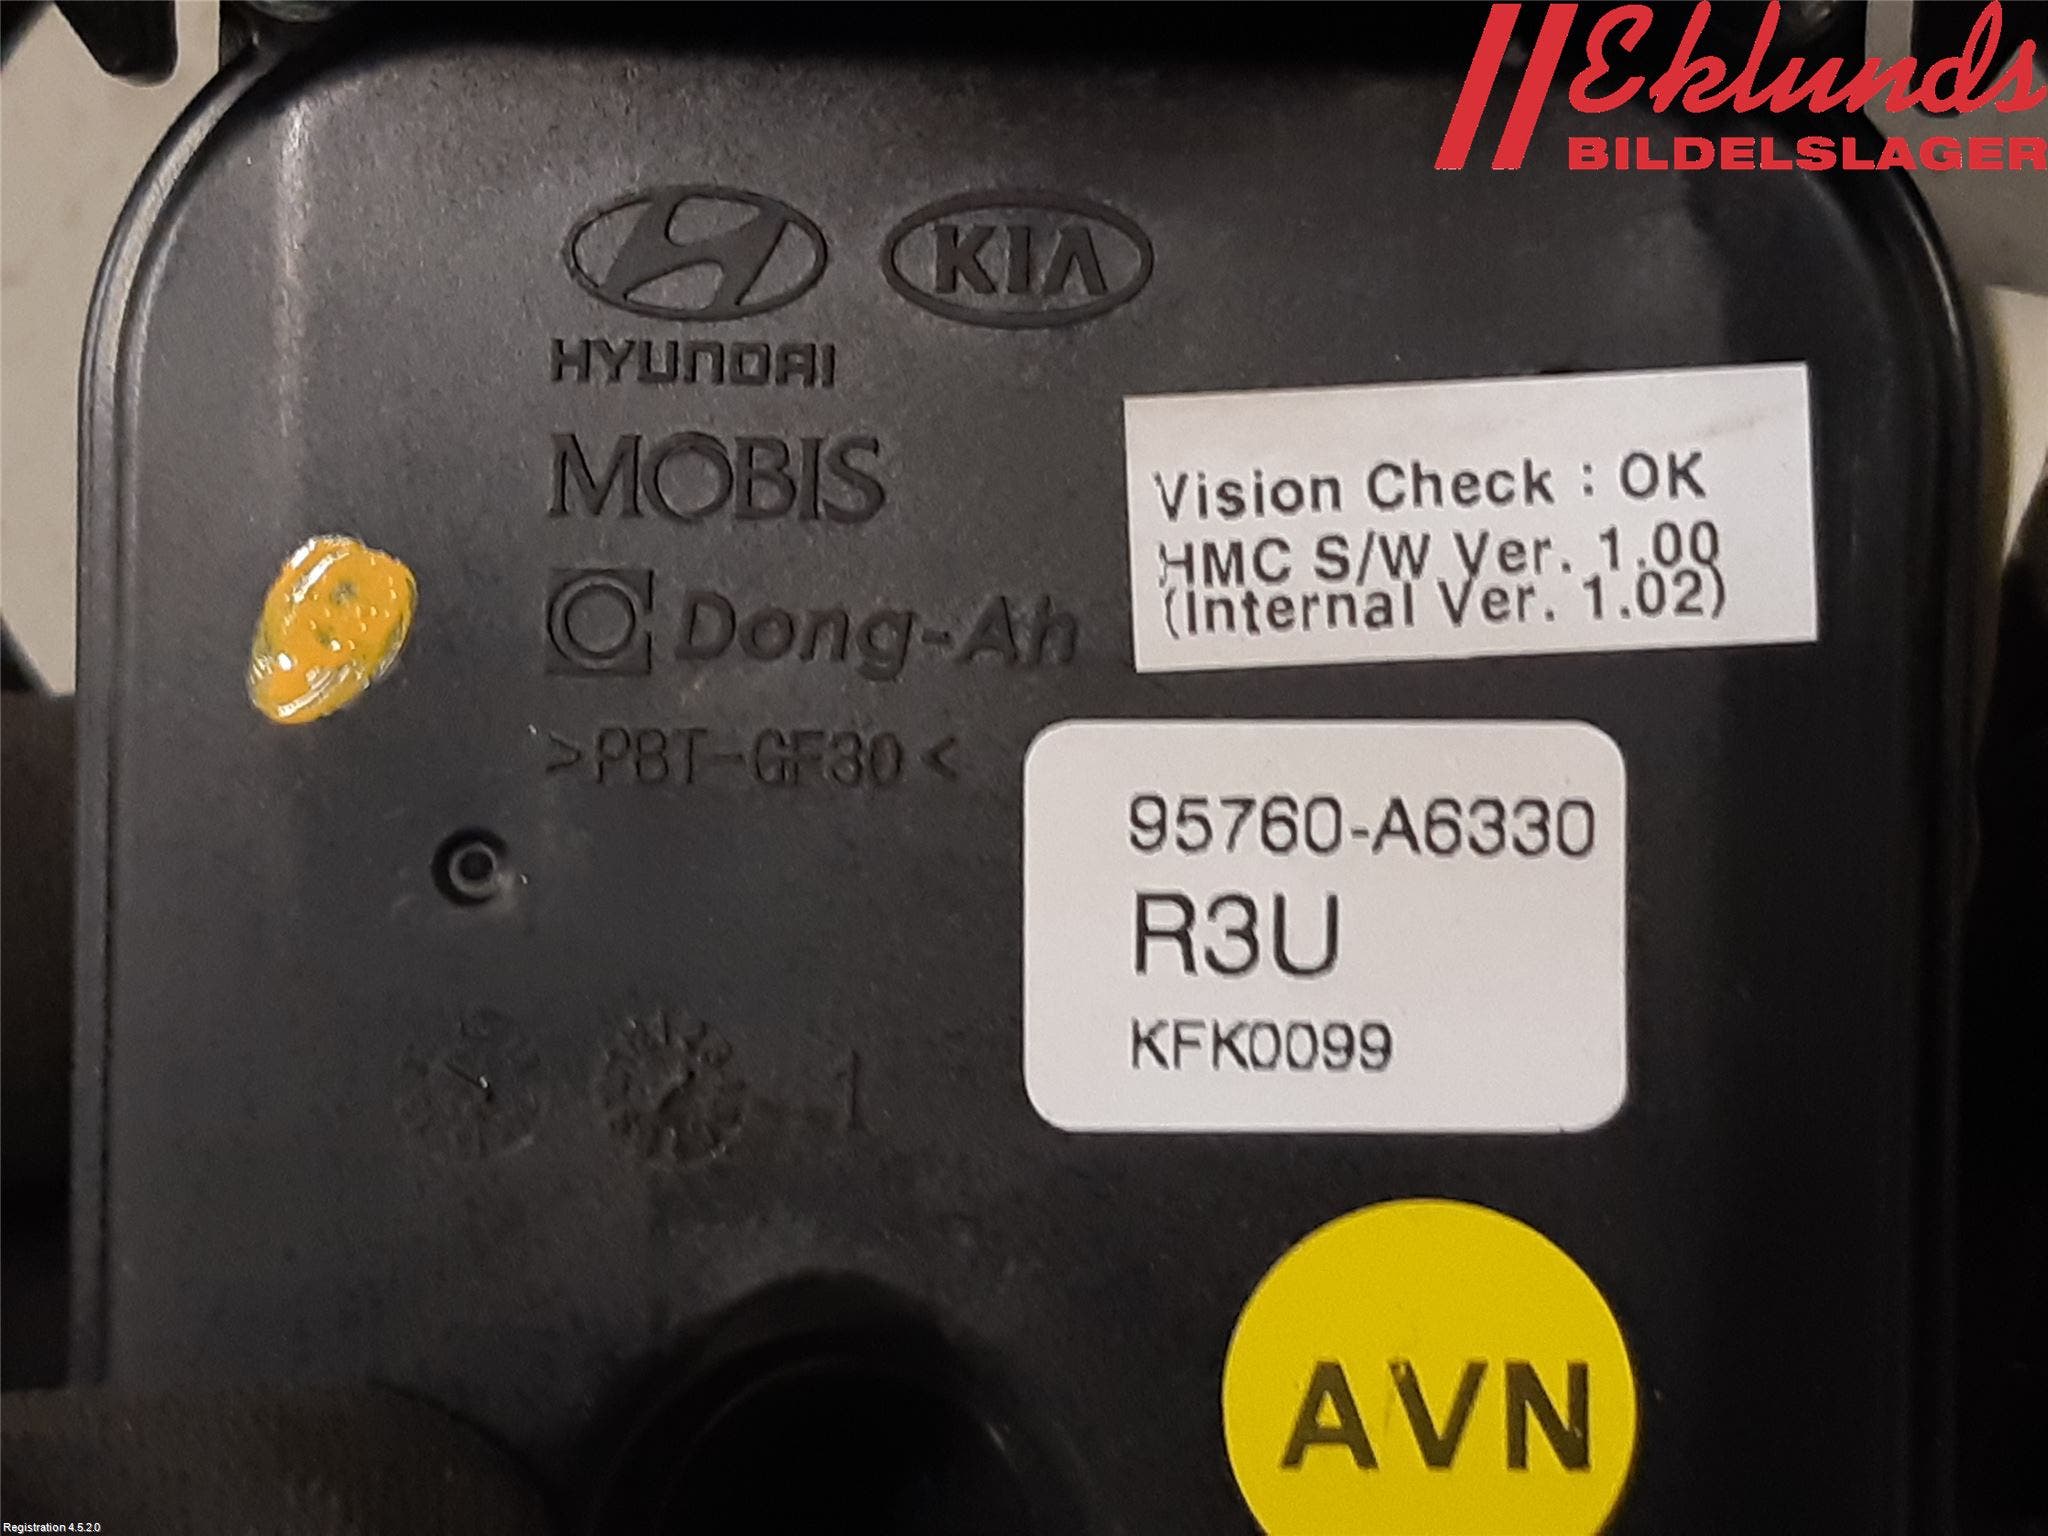 Eklunds
BILDELSLAGER
KIA
HYUNDAI
MOBIS
Dong-Ah
>PBT-GF30<
Vision Check : OK
HMC S/W Ver. 1.00
(Internal Ver. 1.02)
95760-A6330
R3U
KFK0099
1
AVN
Registration 4.5.2.0